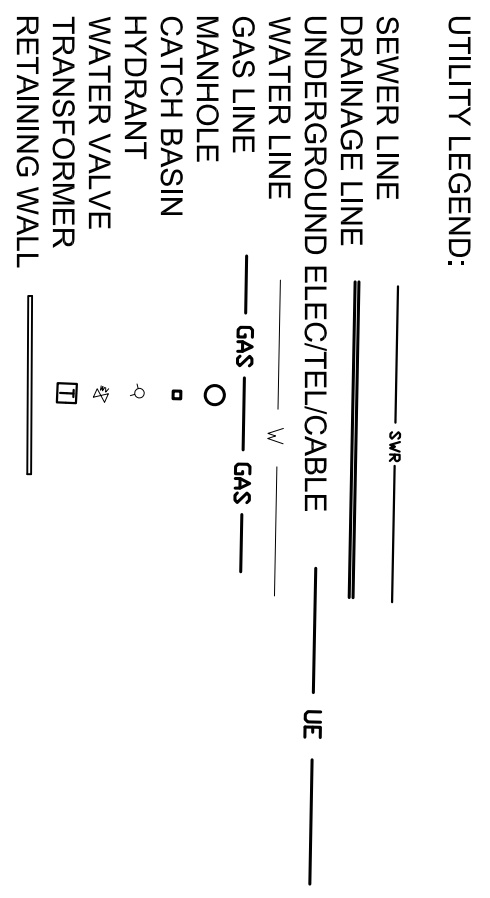 UTILITY LEGEND:
SEWER LINE SWR
DRAINAGE LINE
UNDERGROUND ELEC/TEL/CABLE UE
WATER LINE W
GAS LINE GAS GAS
MANHOLE
CATCH BASIN
HYDRANT
WATER VALVE
TRANSFORMER T
RETAINING WALL